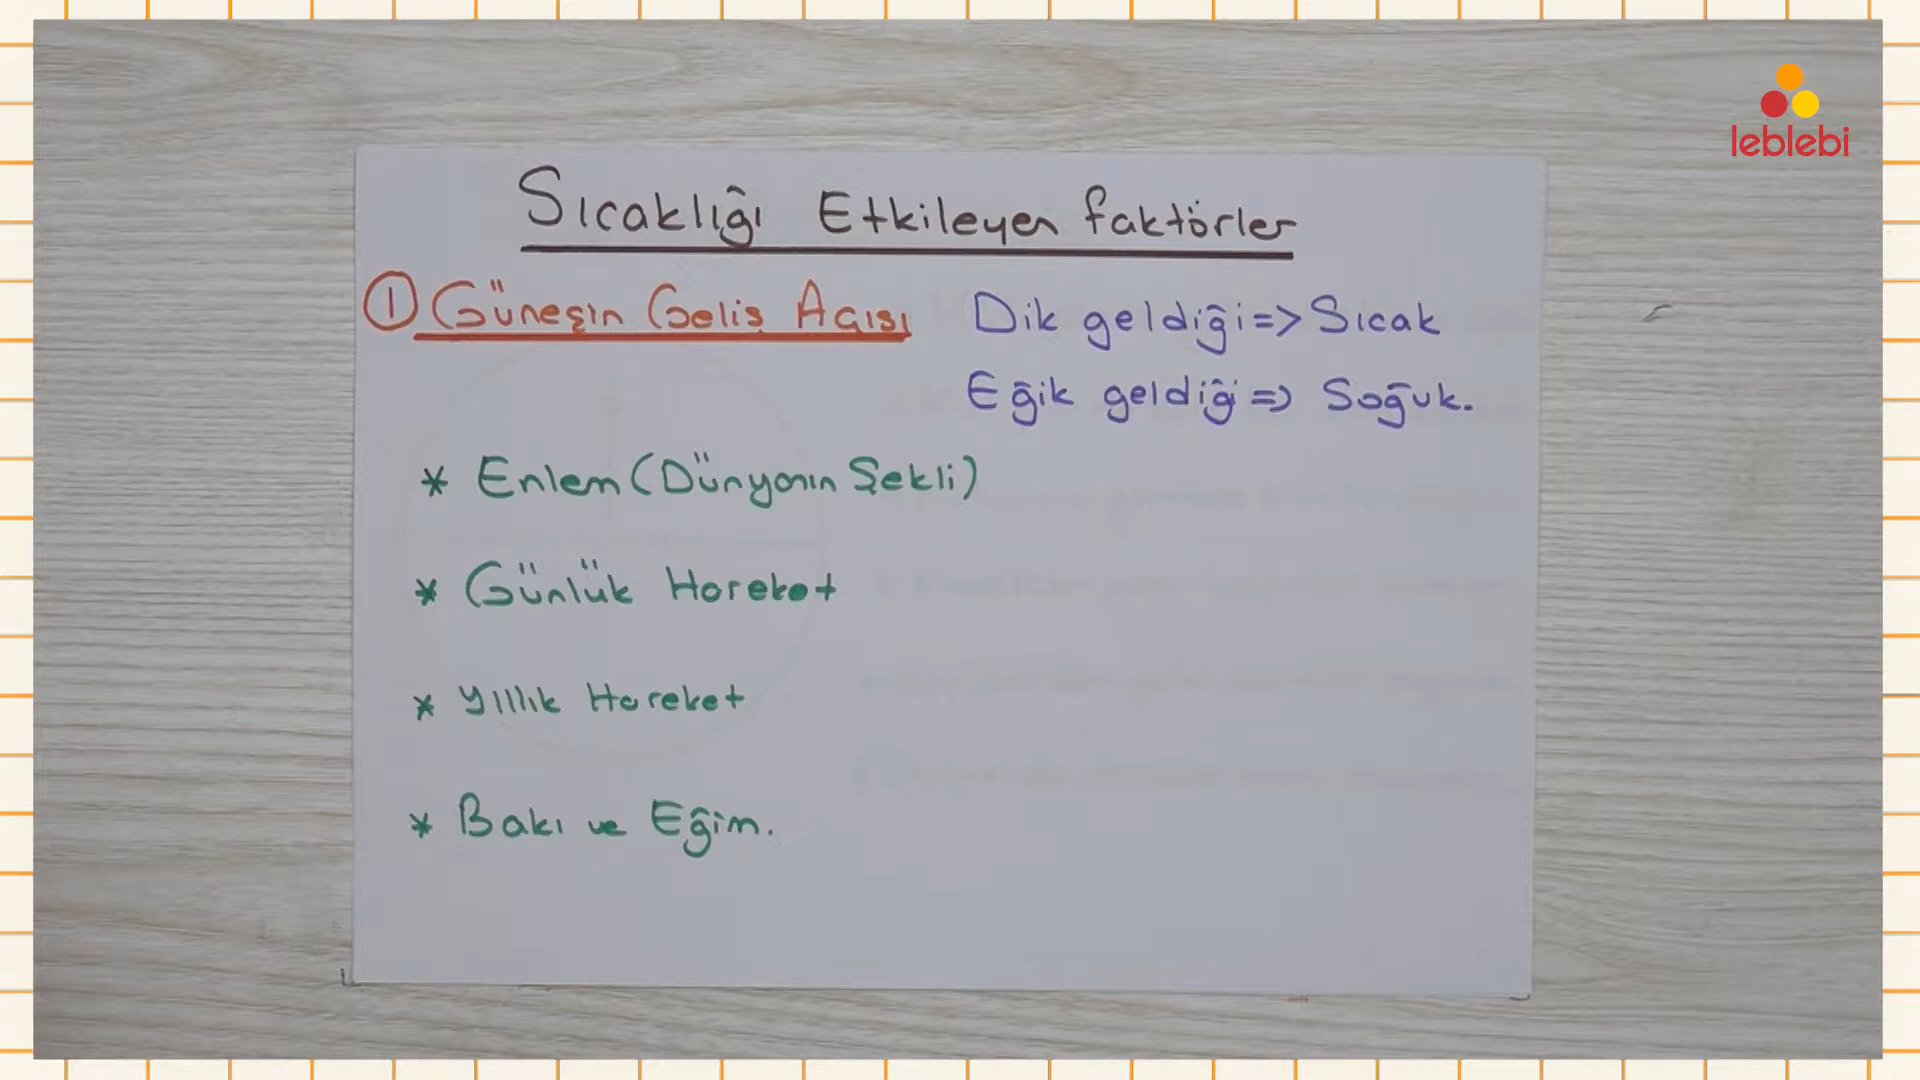 leblebi
Sıcaklığı Etkileyen faktörler
① Güneşin Geliş Açısı
Dik geldiği => Sıcak
Eğik geldiği => Soğuk.
* Enlem (Dünyanın Şekli)
* Günlük Hareket
* Yıllık Hareket
* Bakı ve Eğim.